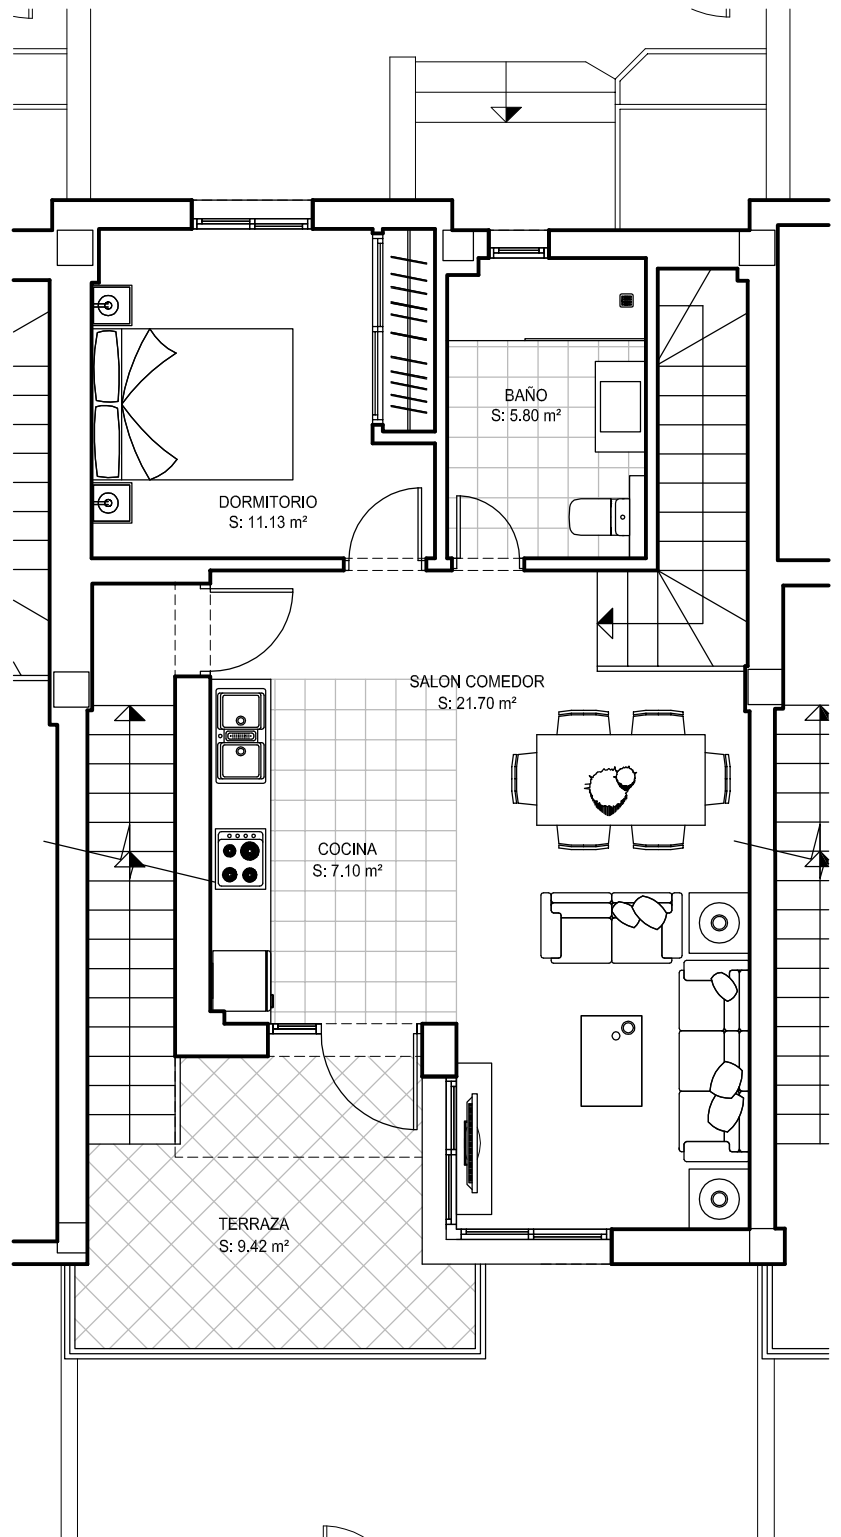 BAÑO
S: 5.80 m²
DORMITORIO
S: 11.13 m²
SALON COMEDOR
S: 21.70 m²
COCINA
S: 7.10 m²
TERRAZA
S: 9.42 m²